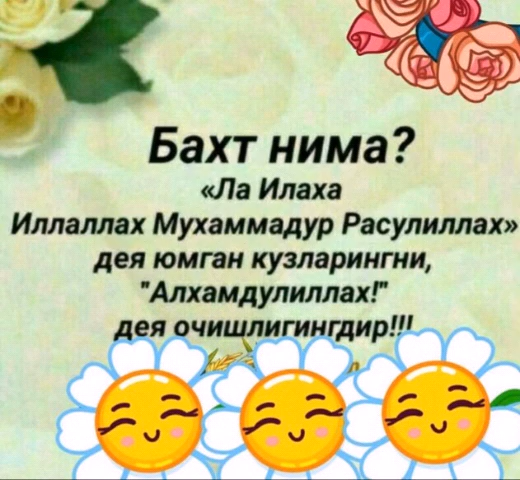 Бахт нима?
«Ла Илаха
Иллаллах Мухаммадур Расулиллах»
дея юмган кузларингни,
"Алхамдулиллах!"
дея очишлигингдир!!!